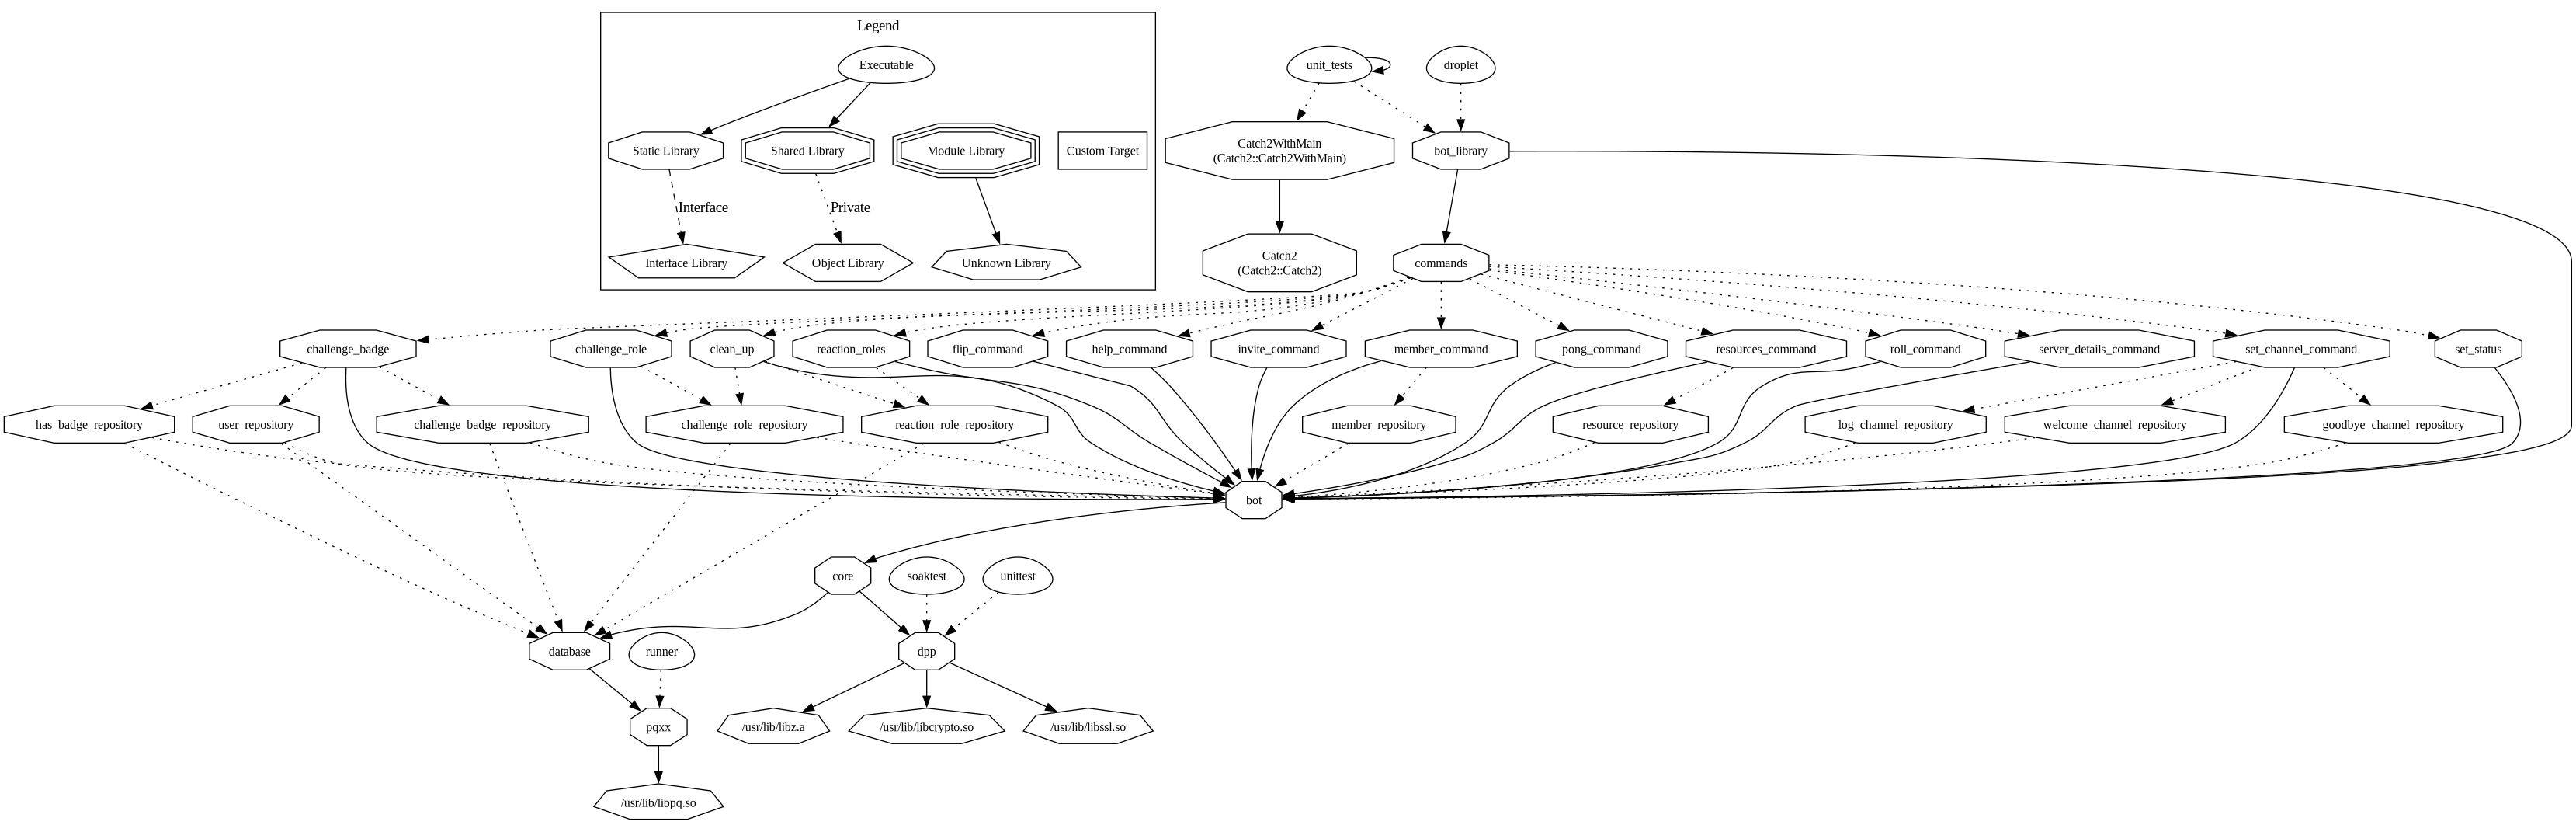 Legend
Executable
unit_tests
droplet
Static Library
Shared Library
Module Library
Custom Target
Catch2WithMain
(Catch2::Catch2WithMain)
bot_library
Interface
Private
Interface Library
Object Library
Unknown Library
Catch2
(Catch2::Catch2)
commands
challenge_badge
challenge_role
clean_up
reaction_roles
flip_command
help_command
invite_command
member_command
pong_command
resources_command
roll_command
server_details_command
set_channel_command
set_status
has_badge_repository
user_repository
challenge_badge_repository
challenge_role_repository
reaction_role_repository
member_repository
resource_repository
log_channel_repository
welcome_channel_repository
goodbye_channel_repository
bot
core
soaktest
unittest
database
runner
dpp
pqxx
/usr/lib/libz.a
/usr/lib/libcrypto.so
/usr/lib/libssl.so
/usr/lib/libpq.so